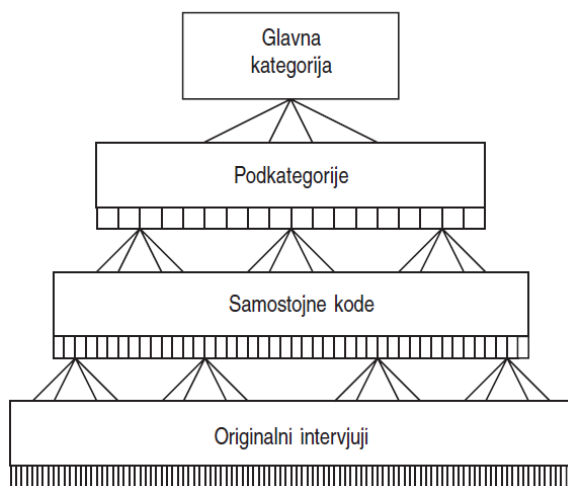 Glavna
kategorija
Podkategorije
Samostojne kode
Originalni intervjuji